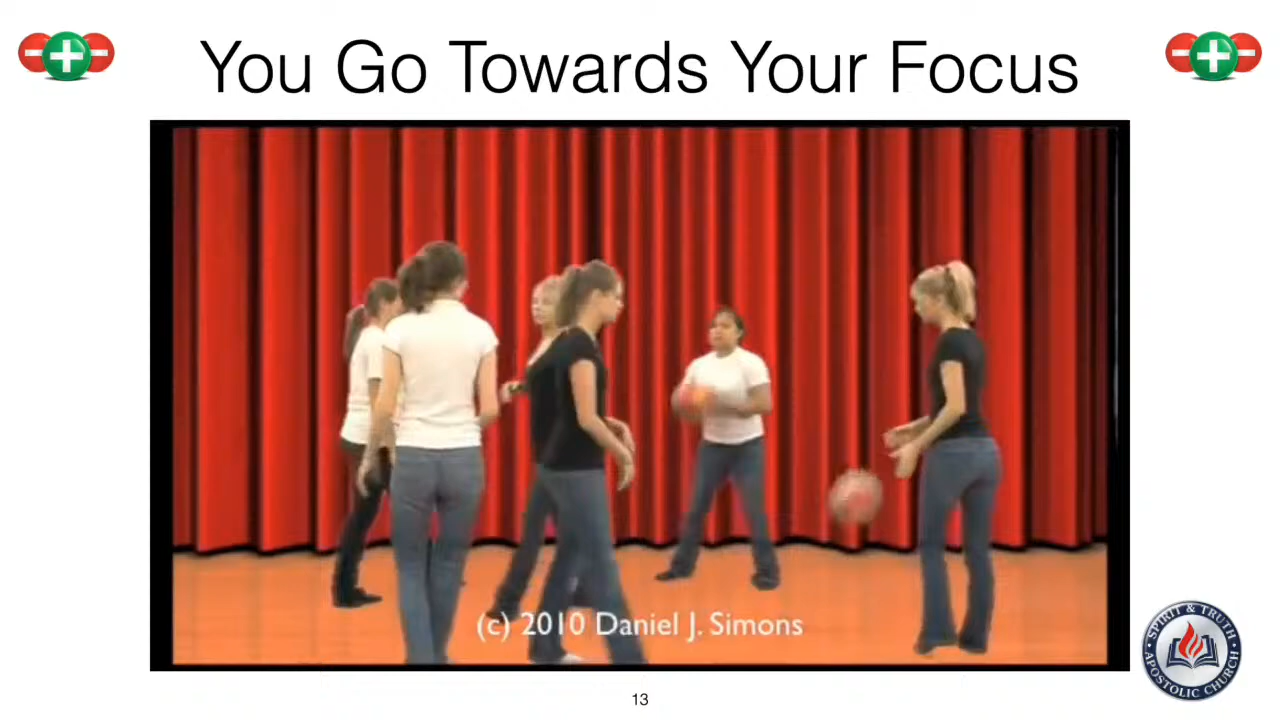 You Go Towards Your Focus
(c) 2010 Daniel J. Simons
SPIRIT & TRUTH
APOSTOLIC CHURCH
13